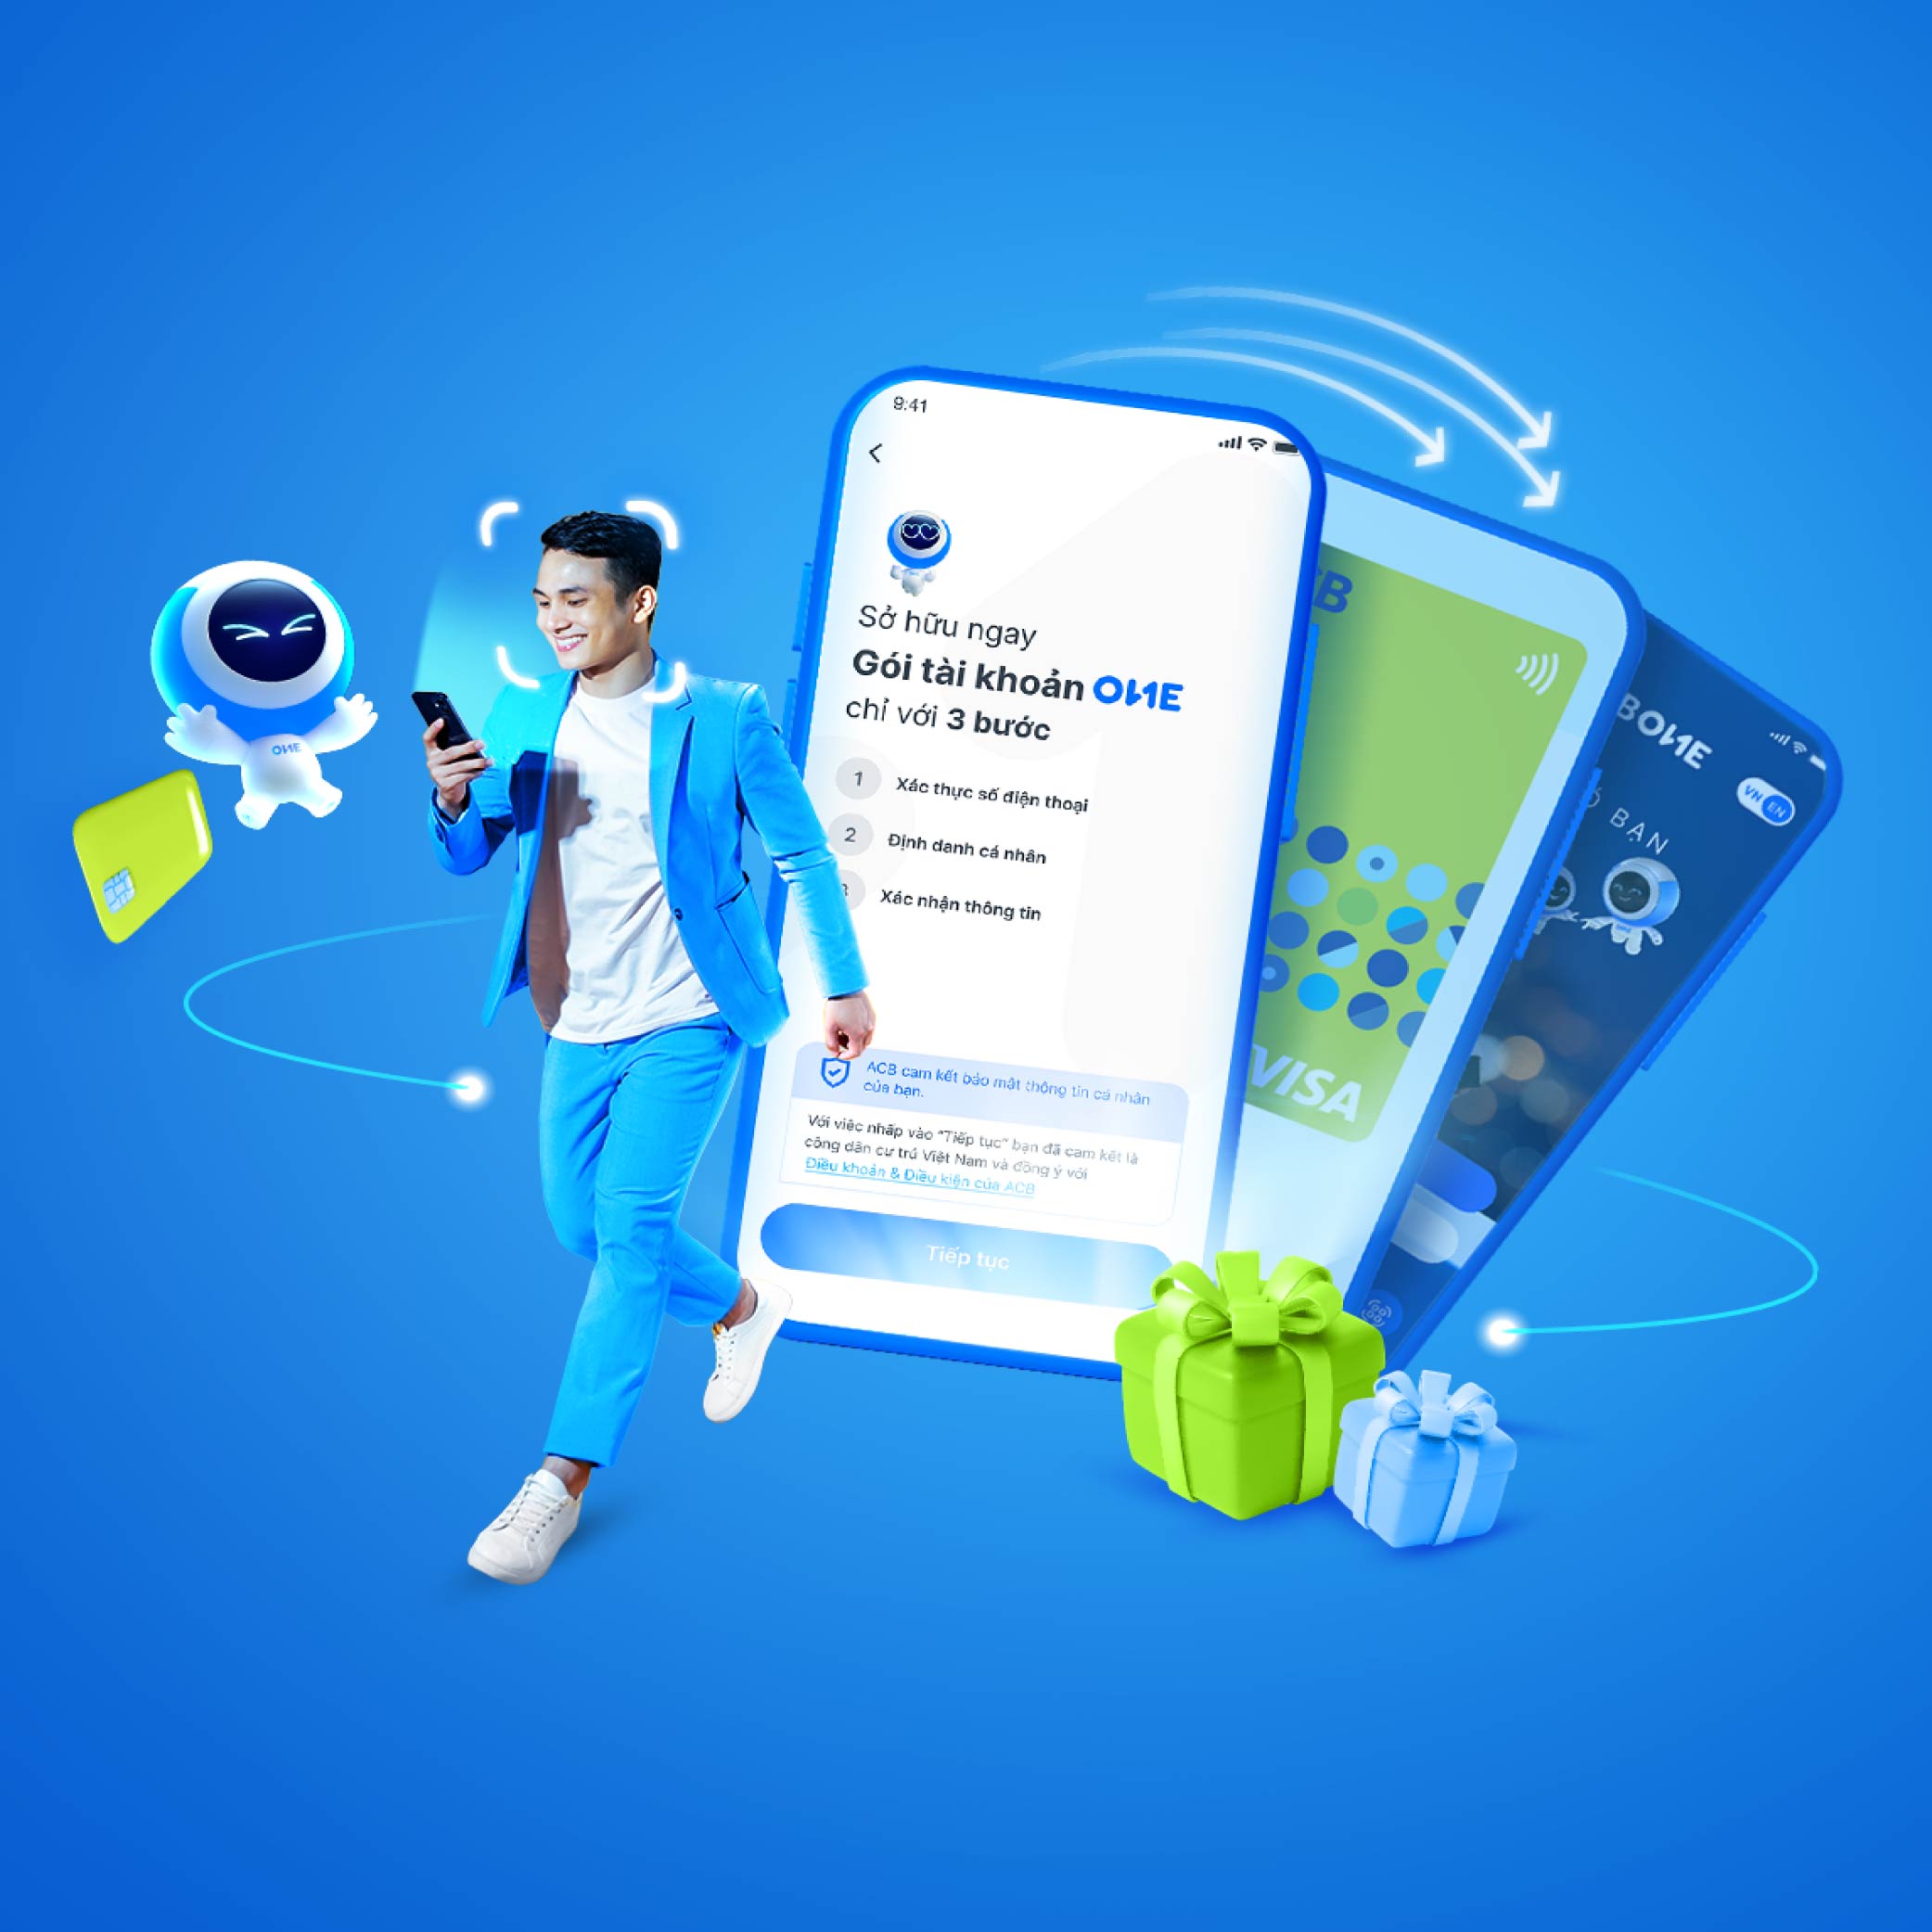 9:41
Sở hữu ngay
Gói tài khoản ONE
chỉ với 3 bước
1 Xác thực số điện thoại
2 Định danh cá nhân
Xác nhận thông tin
ACB cam kết bảo mật thông tin cá nhân
của bạn.
Với việc nhấp vào "Tiếp tục" bạn đã cam kết là
công dân cư trú Việt Nam và đồng ý với
Điều khoản & Điều kiện của ACB
Tiếp tục
ONE
VISA
BONE
VN EN
BẠN